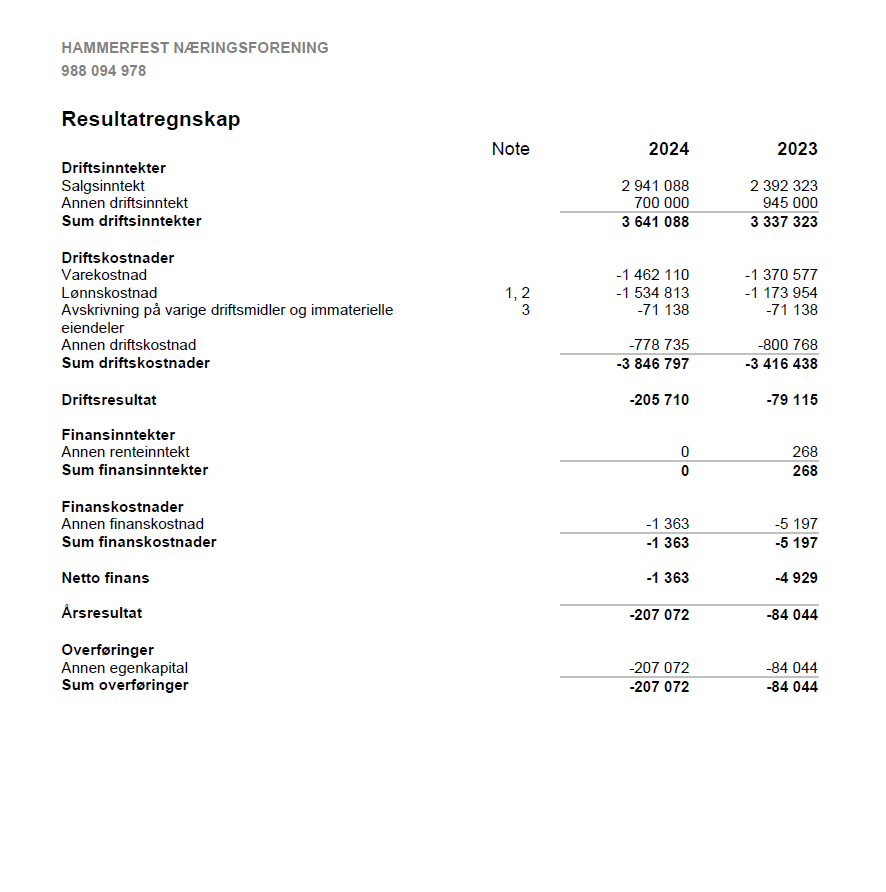 HAMMERFEST NÆRINGSFORENING
988 094 978
Resultatregnskap
Note 2024 2023
Driftsinntekter
Salgsinntekt 2 941 088 2 392 323
Annen driftsinntekt 700 000 945 000
Sum driftsinntekter 3 641 088 3 337 323
Driftskostnader
Varekostnad -1 462 110 -1 370 577
Lønnskostnad 1, 2 -1 534 813 -1 173 954
Avskrivning på varige driftsmidler og immaterielle 3 -71 138 -71 138
eiendeler
Annen driftskostnad -778 735 -800 768
Sum driftskostnader -3 846 797 -3 416 438
Driftsresultat -205 710 -79 115
Finansinntekter
Annen renteinntekt 0 268
Sum finansinntekter 0 268
Finanskostnader
Annen finanskostnad -1 363 -5 197
Sum finanskostnader -1 363 -5 197
Netto finans -1 363 -4 929
Årsresultat -207 072 -84 044
Overføringer
Annen egenkapital -207 072 -84 044
Sum overføringer -207 072 -84 044